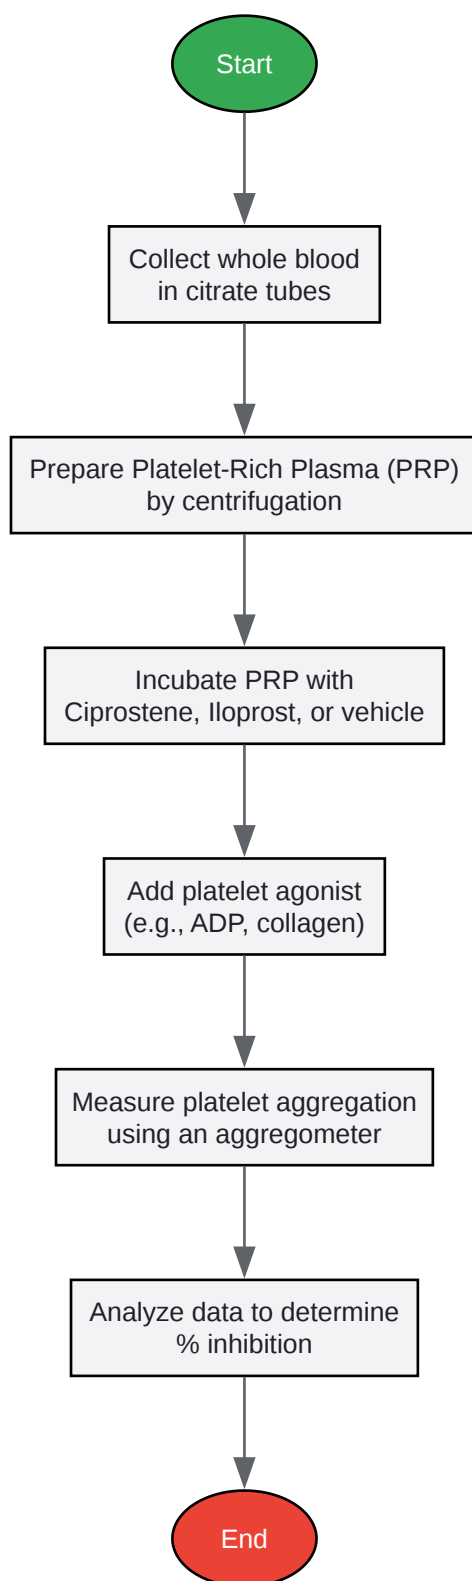 Start
Collect whole blood
in citrate tubes
Prepare Platelet-Rich Plasma (PRP)
by centrifugation
Incubate PRP with
Ciprostene, Iloprost, or vehicle
Add platelet agonist
(e.g., ADP, collagen)
Measure platelet aggregation
using an aggregometer
Analyze data to determine
% inhibition
End